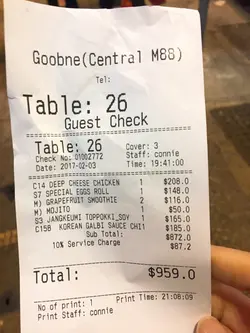 Goobne(Central M88)
Tel:
Table: 26
Guest Check
Table: 26 Cover: 3
Check No: 01002772 Staff: connie
Date: 2017-02-03 Time: 19:41:00
C14 DEEP CHEESE CHICKEN 1 $208.0
S7 SPECIAL EGGS ROLL 1 $148.0
M) GRAPEFRUIT SMOOTHIE 2 $116.0
M) MOJITO 1 $50.0
S3 JANGKEUMI TOPPOKKI_SOY 1 $165.0
C15B KOREAN GALBI SAUCE CHI1 $185.0
Sub Total: $872.0
10% Service Charge $87.2
Total: $959.0
No of print: 1 Print Time: 21:08:09
Print Staff: connie